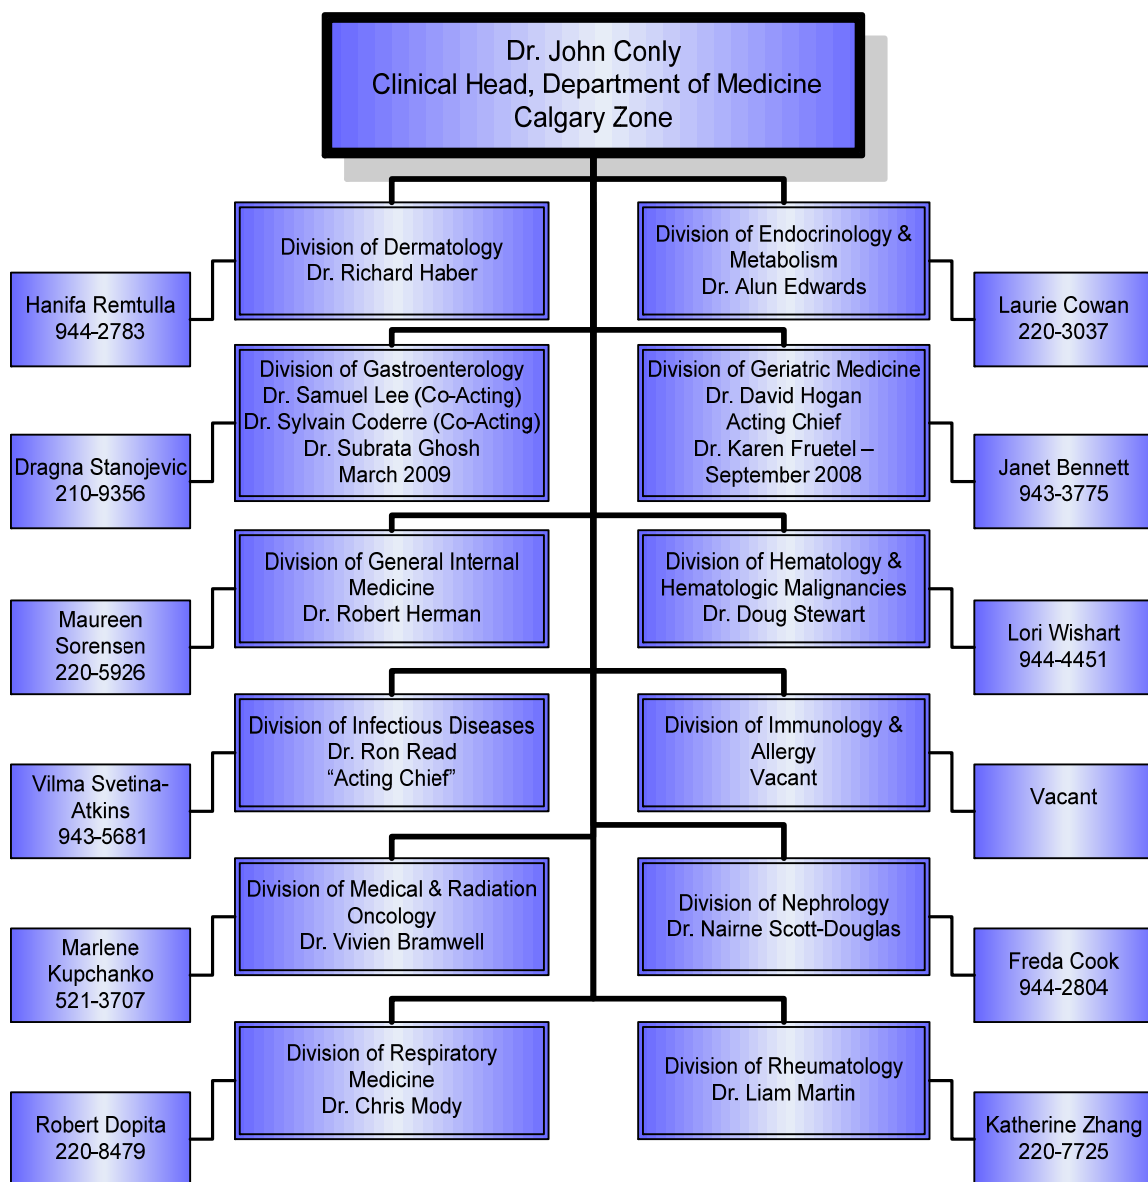 Dr. John Conly
Clinical Head, Department of Medicine
Calgary Zone
Division of Dermatology
Dr. Richard Haber
Hanifa Remtulla
944-2783
Division of Endocrinology &
Metabolism
Dr. Alun Edwards
Laurie Cowan
220-3037
Division of Gastroenterology
Dr. Samuel Lee (Co-Acting)
Dr. Sylvain Coderre (Co-Acting)
Dr. Subrata Ghosh
March 2009
Dragna Stanojevic
210-9356
Division of Geriatric Medicine
Dr. David Hogan
Acting Chief
Dr. Karen Fruetel –
September 2008
Janet Bennett
943-3775
Division of General Internal
Medicine
Dr. Robert Herman
Maureen
Sorensen
220-5926
Division of Hematology &
Hematologic Malignancies
Dr. Doug Stewart
Lori Wishart
944-4451
Division of Infectious Diseases
Dr. Ron Read
“Acting Chief”
Vilma Svetina-
Atkins
943-5681
Division of Immunology &
Allergy
Vacant
Vacant
Division of Medical & Radiation
Oncology
Dr. Vivien Bramwell
Marlene
Kupchanko
521-3707
Division of Nephrology
Dr. Nairne Scott-Douglas
Freda Cook
944-2804
Division of Respiratory
Medicine
Dr. Chris Mody
Robert Dopita
220-8479
Division of Rheumatology
Dr. Liam Martin
Katherine Zhang
220-7725